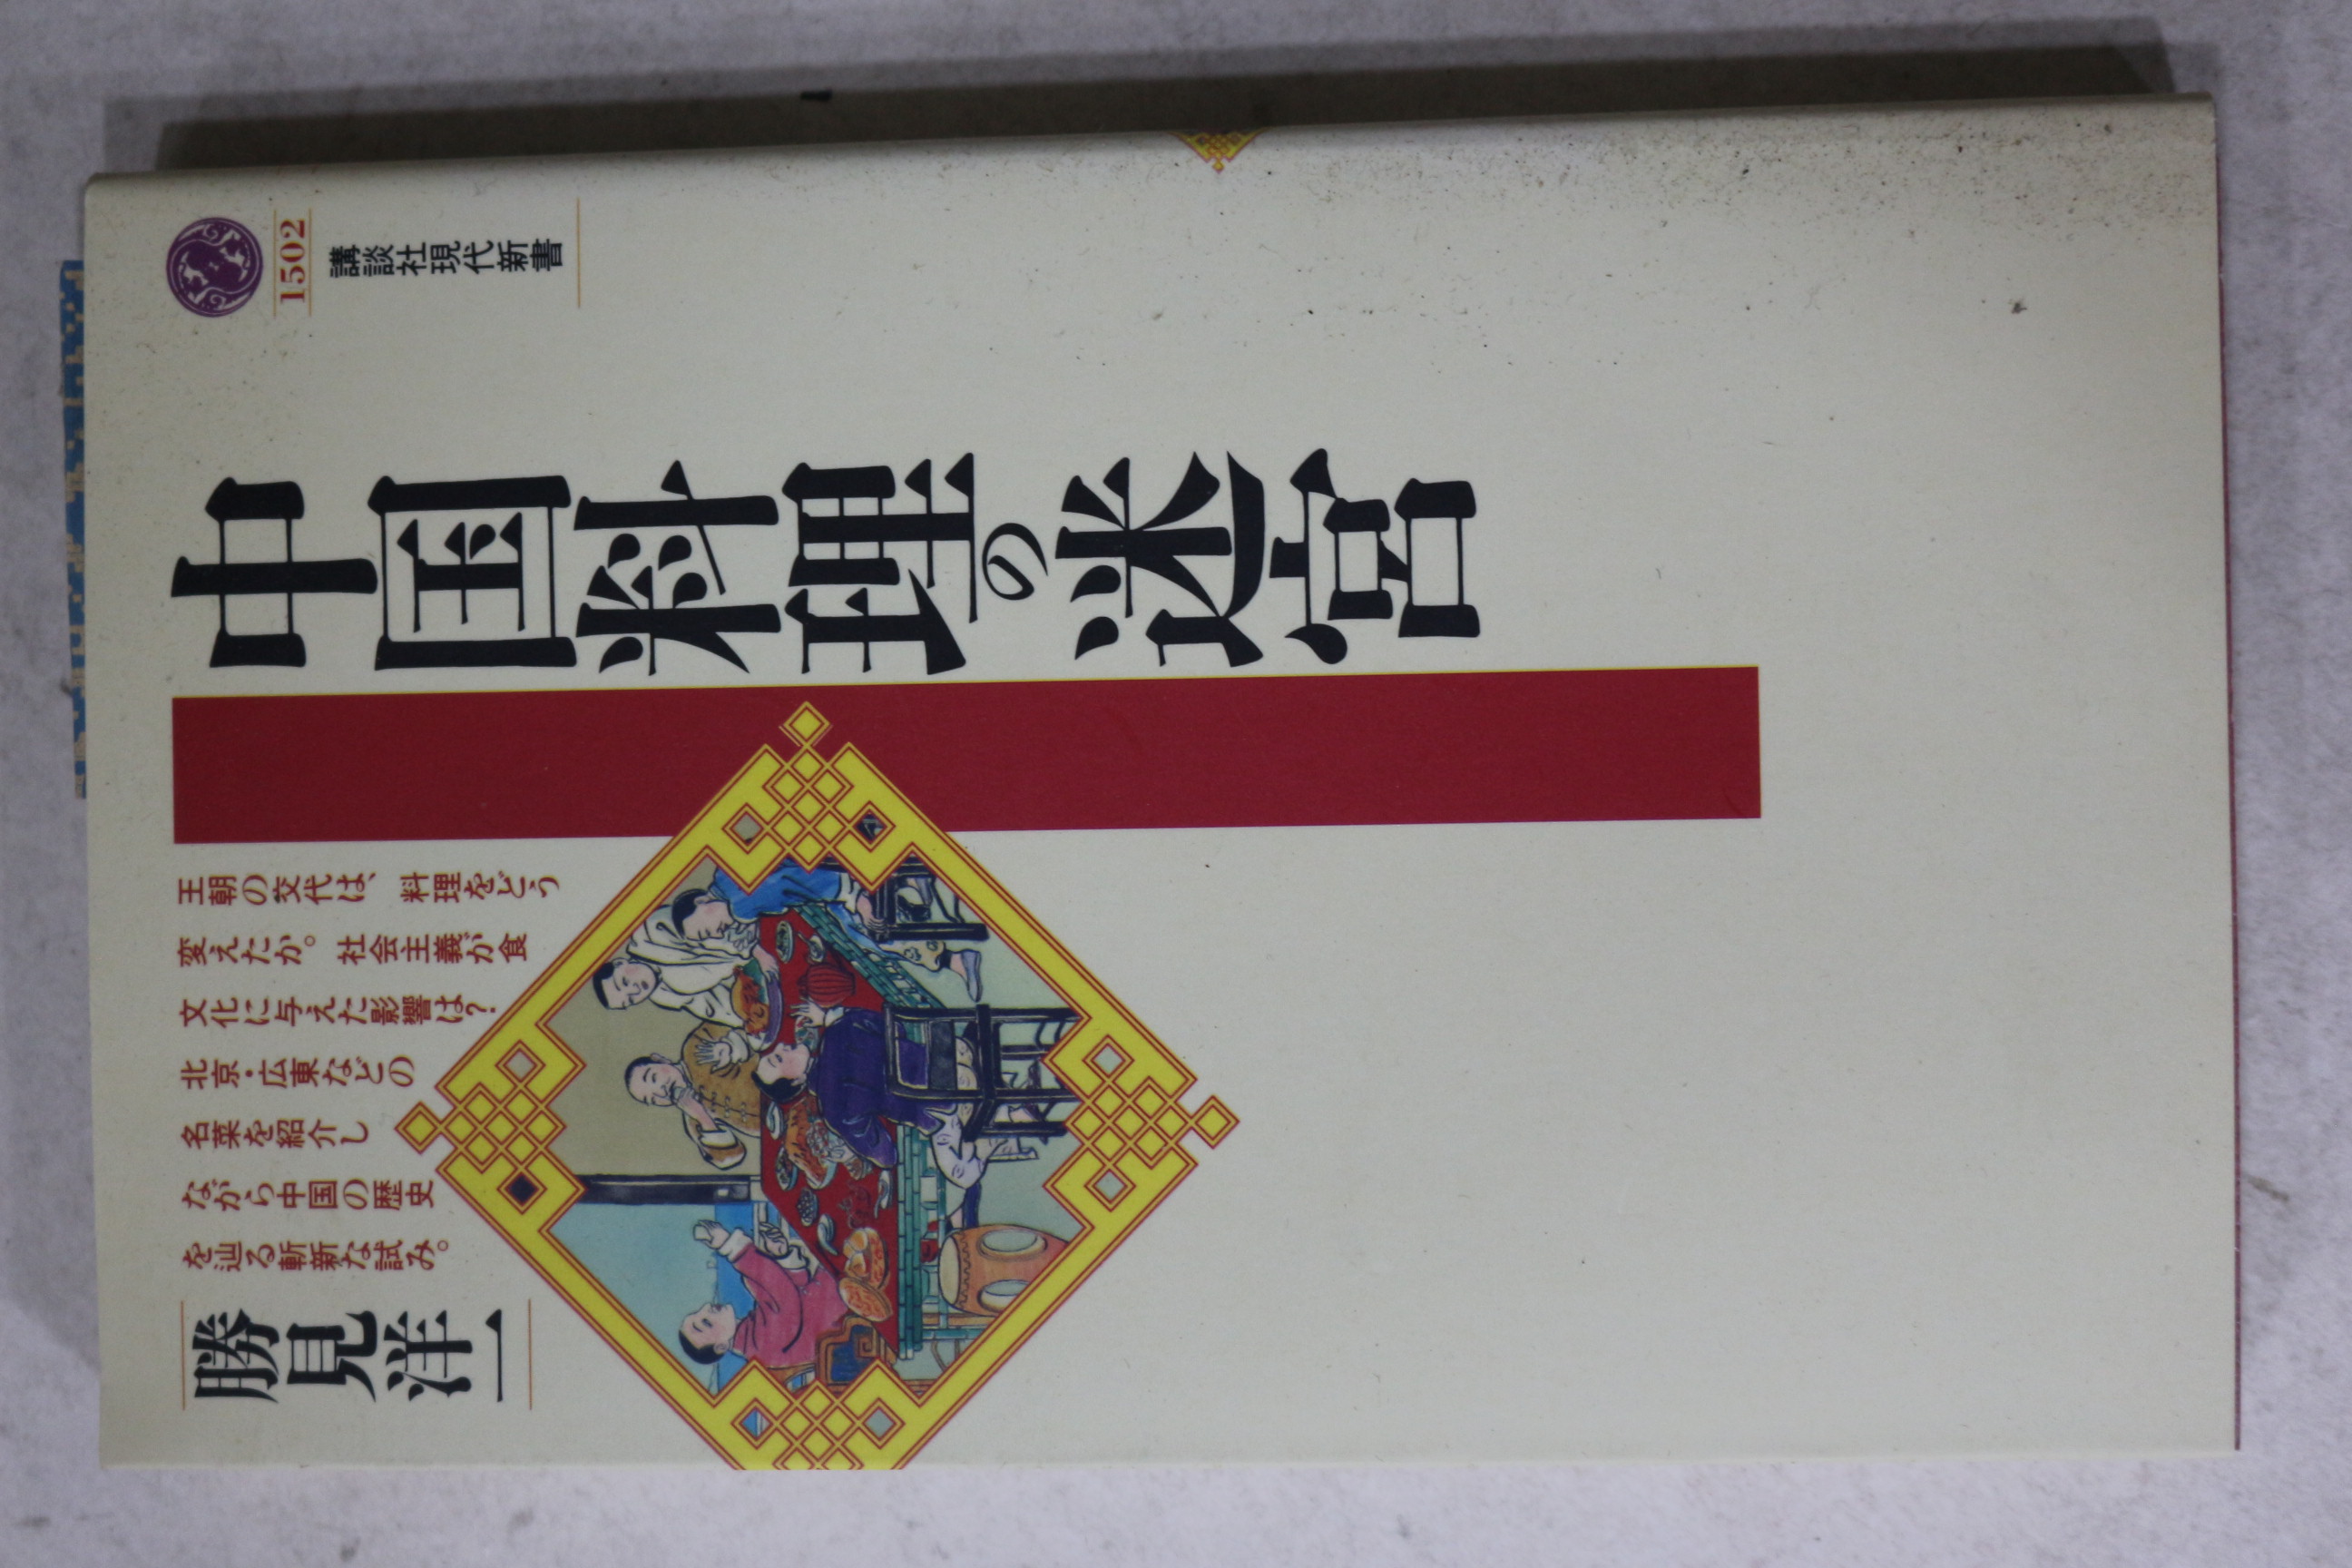 1502
講談社現代新書
中国料理の迷宮
王朝の交代は、料理をどう
変えたか。社会主義が食
文化に与えた影響は?
北京・広東などの
名菜を紹介し
ながら中国の歴史
を辿る斬新な試み。
勝見洋一